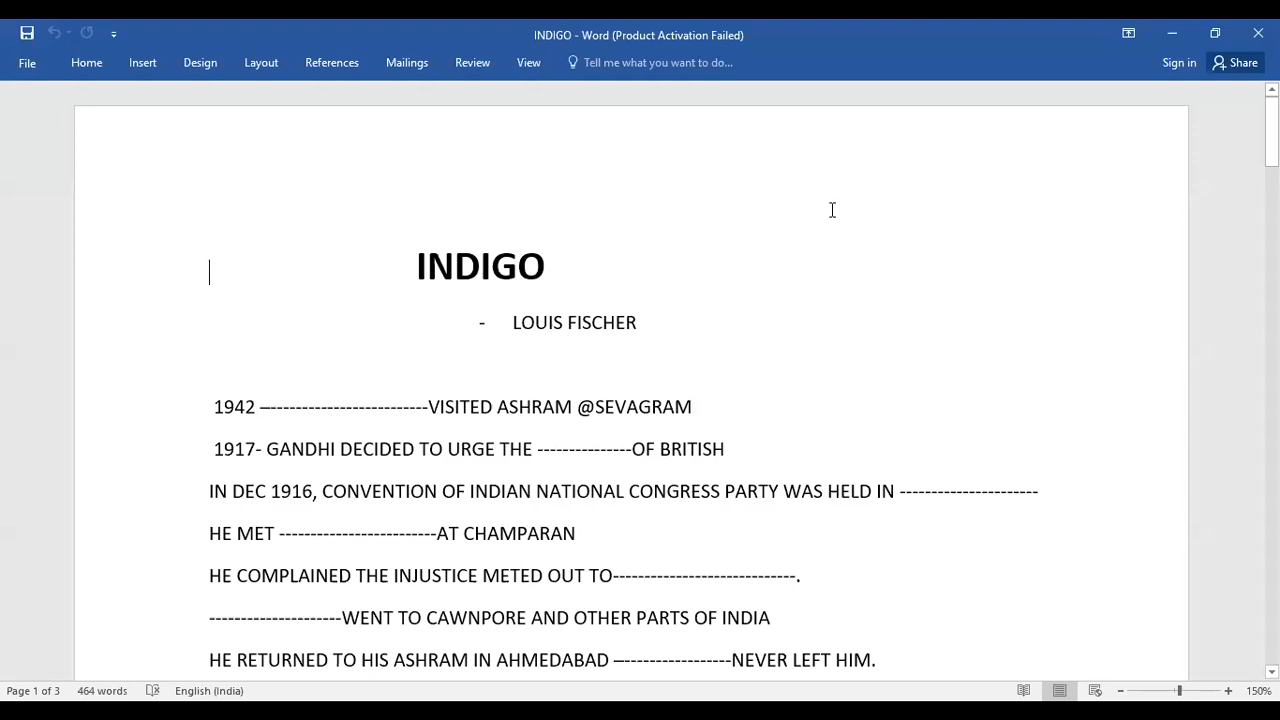 INDIGO - Word (Product Activation Failed)
File Home Insert Design Layout References Mailings Review View Tell me what you want to do... Sign in Share
INDIGO
- LOUIS FISCHER
1942 –-------------------------VISITED ASHRAM @SEVAGRAM
1917- GANDHI DECIDED TO URGE THE ---------------OF BRITISH
IN DEC 1916, CONVENTION OF INDIAN NATIONAL CONGRESS PARTY WAS HELD IN ----------------------
HE MET -------------------------AT CHAMPARAN
HE COMPLAINED THE INJUSTICE METED OUT TO-----------------------------.
---------------------WENT TO CAWNPORE AND OTHER PARTS OF INDIA
HE RETURNED TO HIS ASHRAM IN AHMEDABAD –-----------------NEVER LEFT HIM.
Page 1 of 3 464 words English (India) 150%